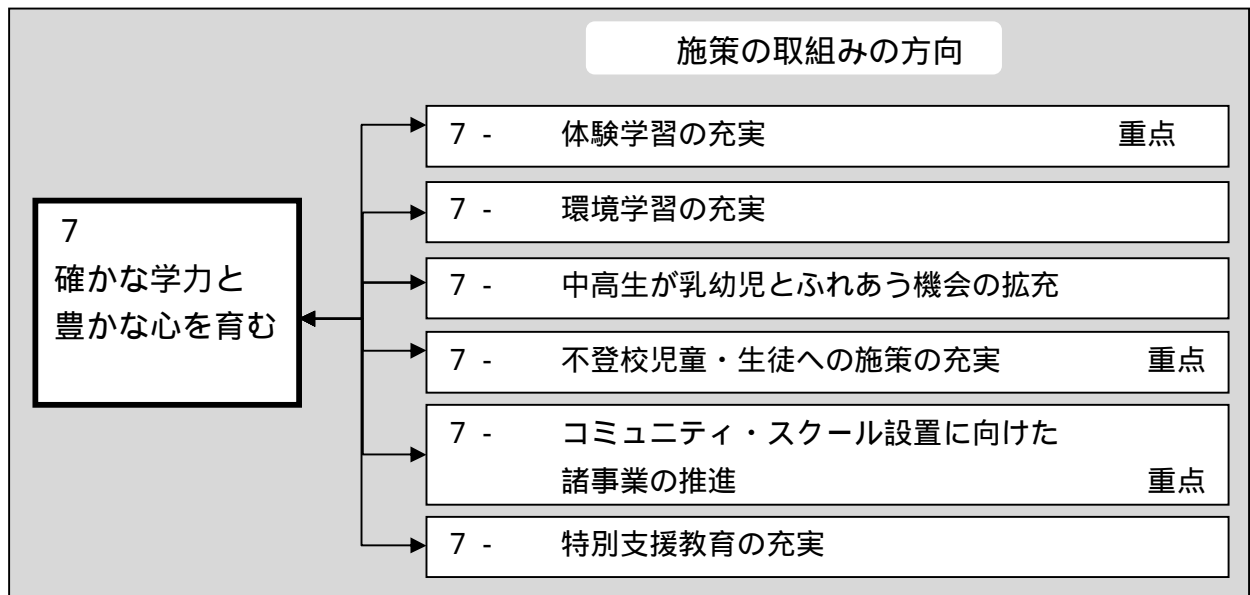 施策の取組みの方向
7
確かな学力と
豊かな心を育む
7 - 体験学習の充実 重点
7 - 環境学習の充実
7 - 中高生が乳幼児とふれあう機会の拡充
7 - 不登校児童・生徒への施策の充実 重点
7 - コミュニティ・スクール設置に向けた
諸事業の推進 重点
7 - 特別支援教育の充実